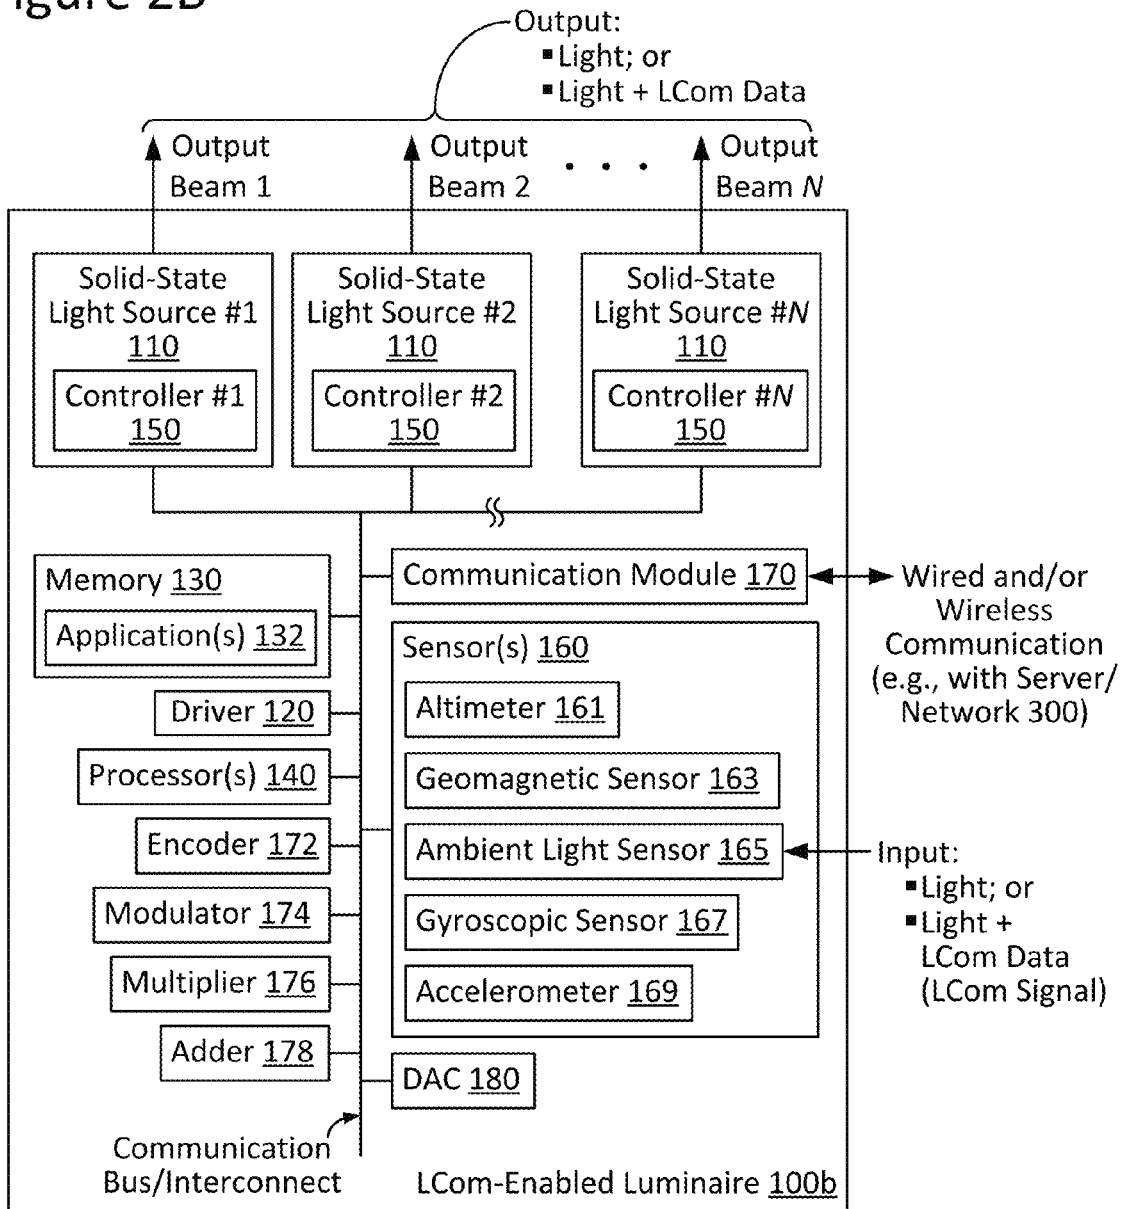 Figure 2B
Output:
▪Light; or
▪Light + LCom Data
Output
Beam 1
Output
Beam 2
. . .
Output
Beam N
Solid-State
Light Source #1
110
Controller #1
150
Solid-State
Light Source #2
110
Controller #2
150
Solid-State
Light Source #N
110
Controller #N
150
Memory 130
Application(s) 132
Driver 120
Processor(s) 140
Encoder 172
Modulator 174
Multiplier 176
Adder 178
Communication
Bus/Interconnect
Communication Module 170
Sensor(s) 160
Altimeter 161
Geomagnetic Sensor 163
Ambient Light Sensor 165
Gyroscopic Sensor 167
Accelerometer 169
DAC 180
LCom-Enabled Luminaire 100b
Wired and/or
Wireless
Communication
(e.g., with Server/
Network 300)
Input:
▪Light; or
▪Light +
LCom Data
(LCom Signal)